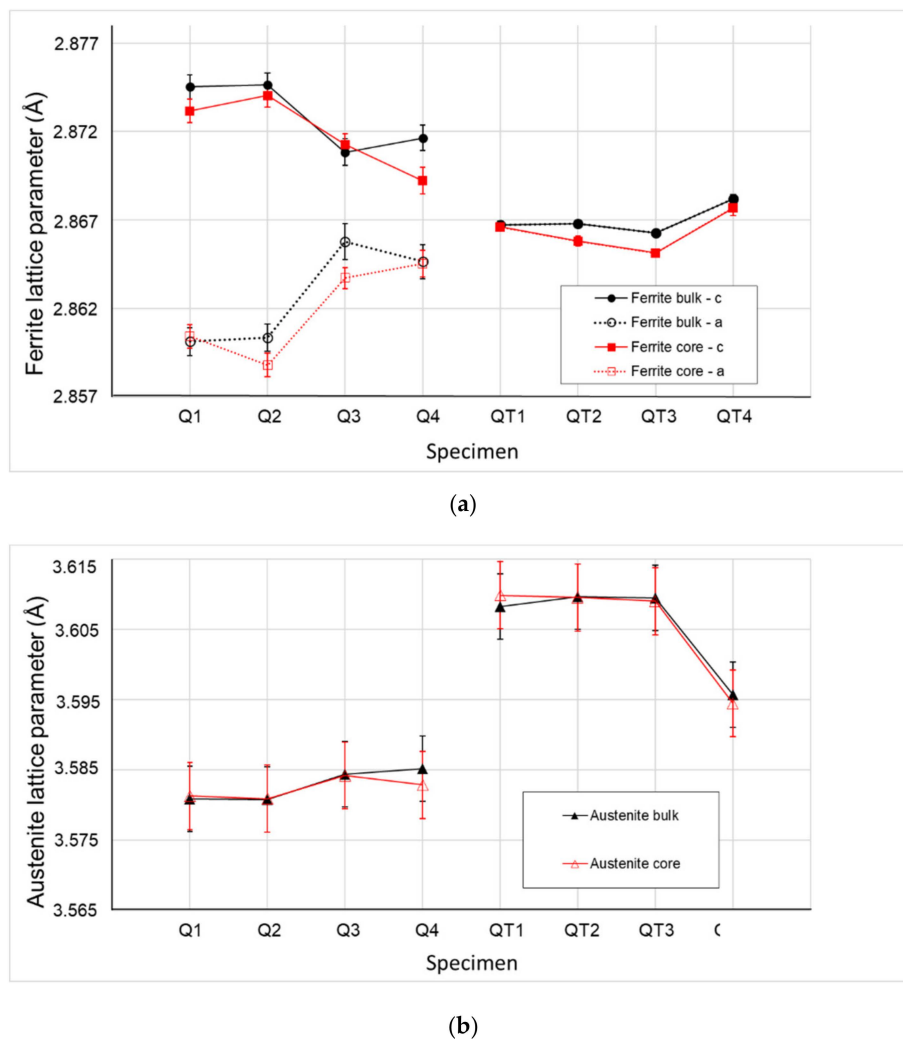 2.877
2.872
2.867
2.862
2.857
Ferrite lattice parameter (Å)
Ferrite bulk - c
Ferrite bulk - a
Ferrite core - c
Ferrite core - a
Q1 Q2 Q3 Q4 QT1 QT2 QT3 QT4
Specimen
(a)
3.615
3.605
3.595
3.585
3.575
3.565
Austenite lattice parameter (Å)
Austenite bulk
Austenite core
Q1 Q2 Q3 Q4 QT1 QT2 QT3
Specimen
(b)